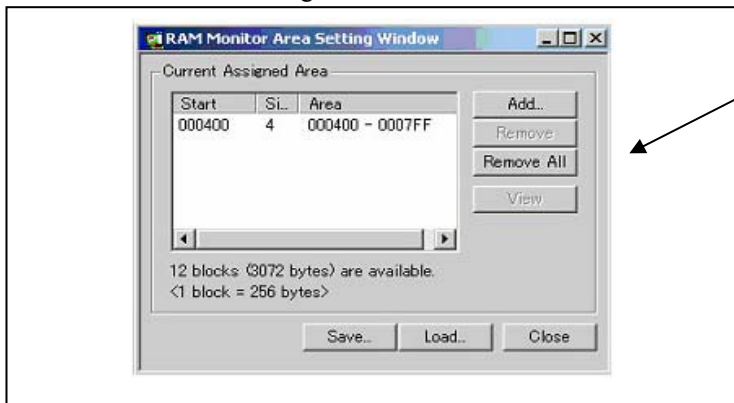 RAM Monitor Area Setting Window
Current Assigned Area
Start Si... Area
000400 4 000400 - 0007FF
Add...
Remove
Remove All
View
12 blocks (3072 bytes) are available.
<1 block = 256 bytes>
Save... Load... Close